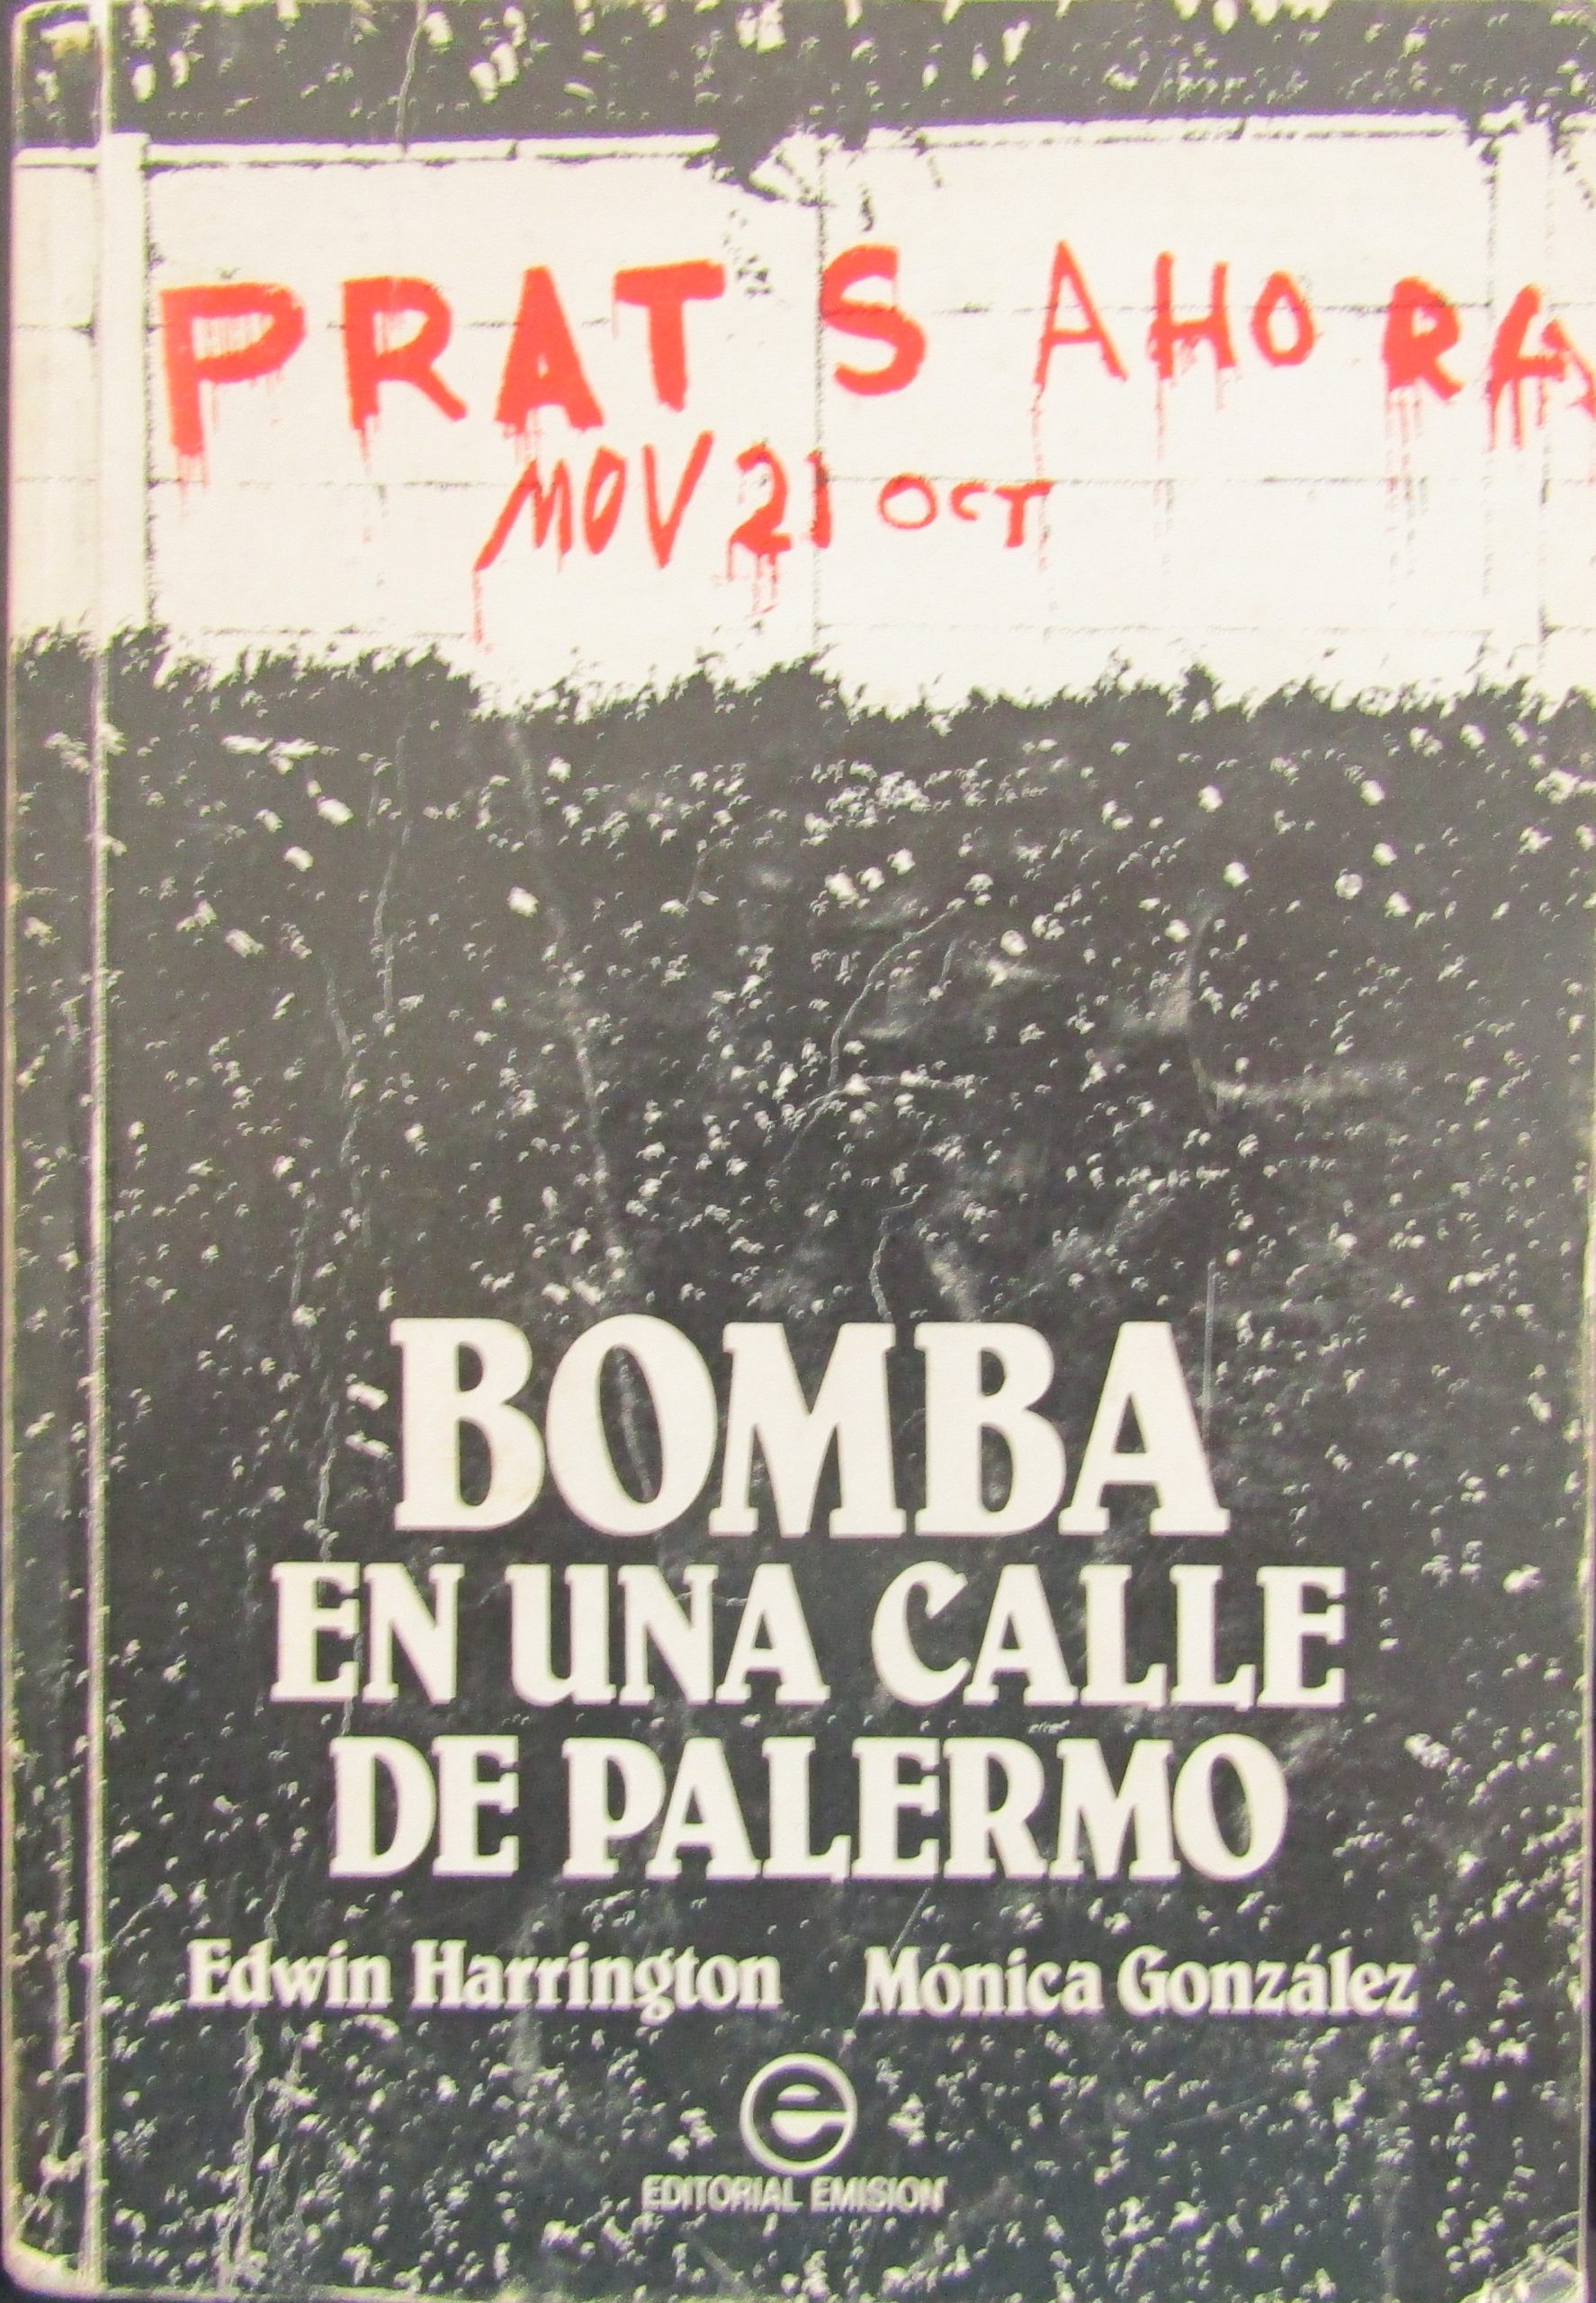 PRATS AHORA
MOV 21 OCT
BOMBA
EN UNA CALLE
DE PALERMO
Edwin Harrington Mónica González
e
EDITORIAL EMISION